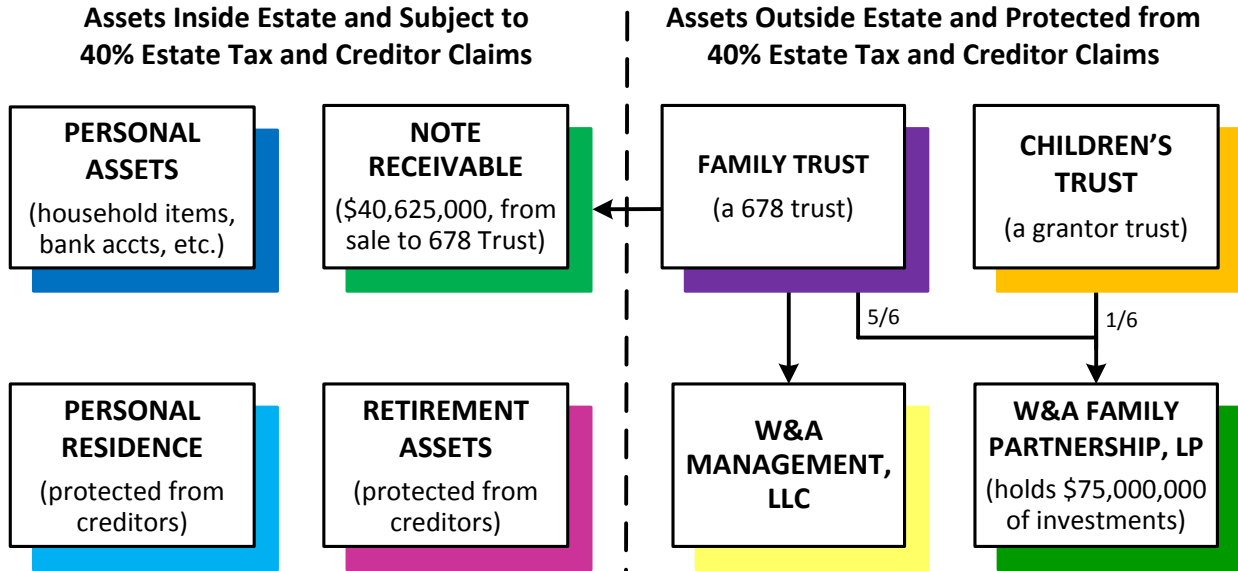 Assets Inside Estate and Subject to
40% Estate Tax and Creditor Claims
Assets Outside Estate and Protected from
40% Estate Tax and Creditor Claims
PERSONAL
ASSETS
(household items,
bank accts, etc.)
NOTE
RECEIVABLE
($40,625,000, from
sale to 678 Trust)
FAMILY TRUST
(a 678 trust)
CHILDREN’S
TRUST
(a grantor trust)
5/6
1/6
PERSONAL
RESIDENCE
(protected from
creditors)
RETIREMENT
ASSETS
(protected from
creditors)
W&A
MANAGEMENT,
LLC
W&A FAMILY
PARTNERSHIP, LP
(holds $75,000,000
of investments)